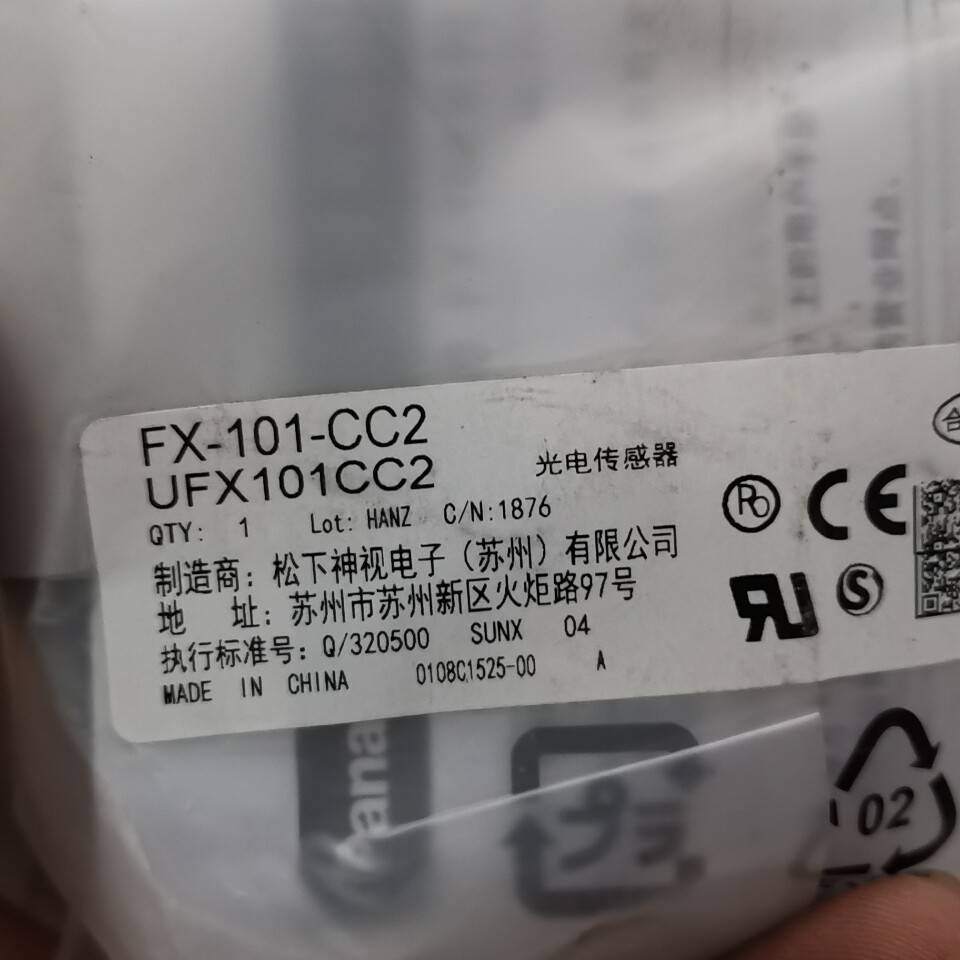 FX-101-CC2
UFX101CC2
光电传感器
QTY: 1 Lot: HANZ C/N:1876
制造商：松下神视电子（苏州）有限公司
地 址：苏州市苏州新区火炬路97号
执行标准号：Q/320500 SUNX 04
MADE IN CHINA 0108C1525-00 A
CE
合
S
プラ
02